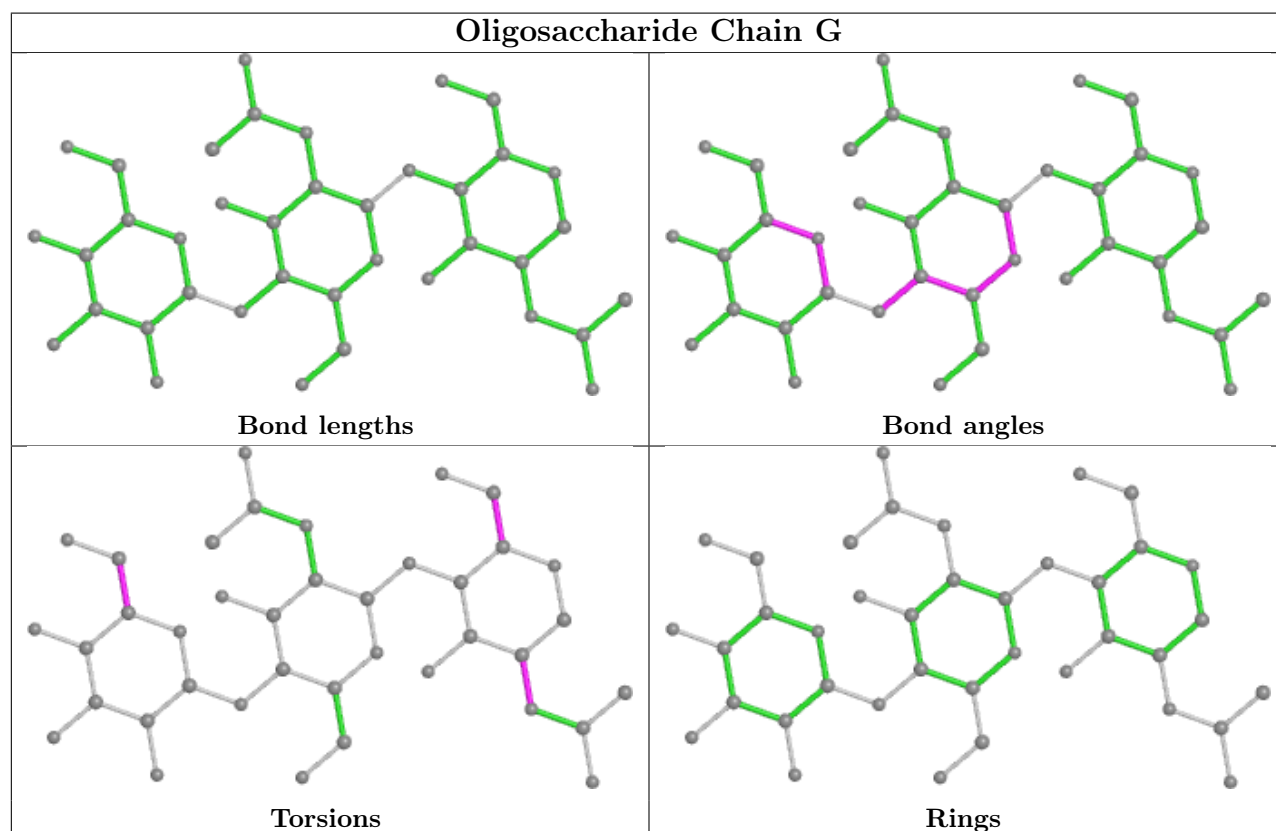 Oligosaccharide Chain G
Bond lengths
Bond angles
Torsions
Rings